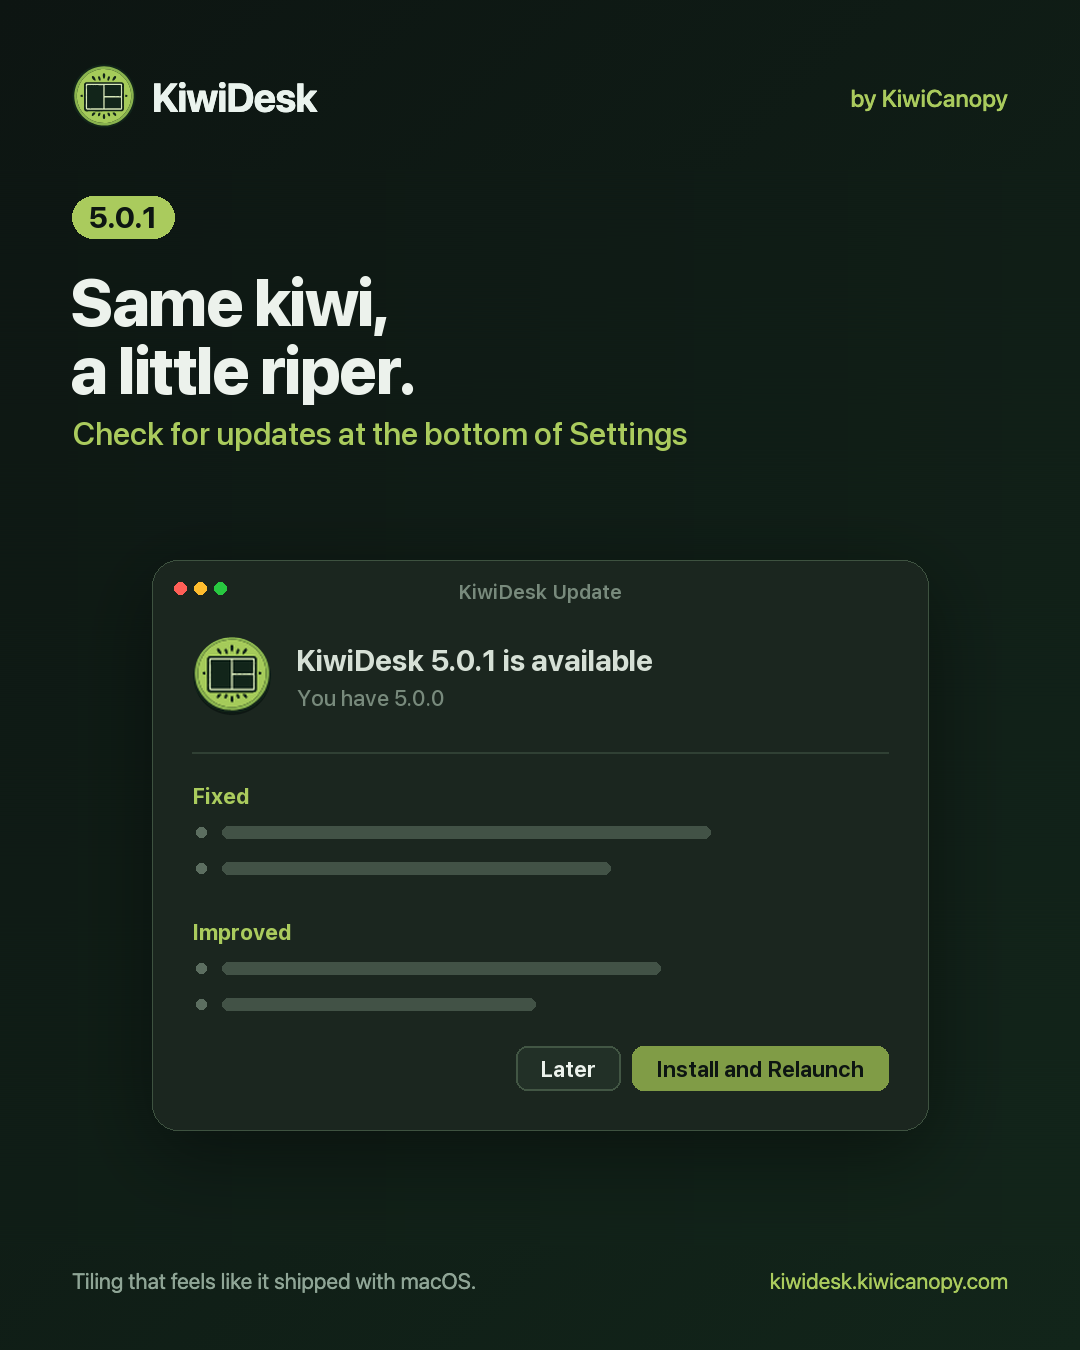 KiwiDesk
by KiwiCanopy
5.0.1
Same kiwi,
a little riper.
Check for updates at the bottom of Settings
KiwiDesk Update
KiwiDesk 5.0.1 is available
You have 5.0.0
Fixed
Improved
Later
Install and Relaunch
Tiling that feels like it shipped with macOS.
kiwidesk.kiwicanopy.com